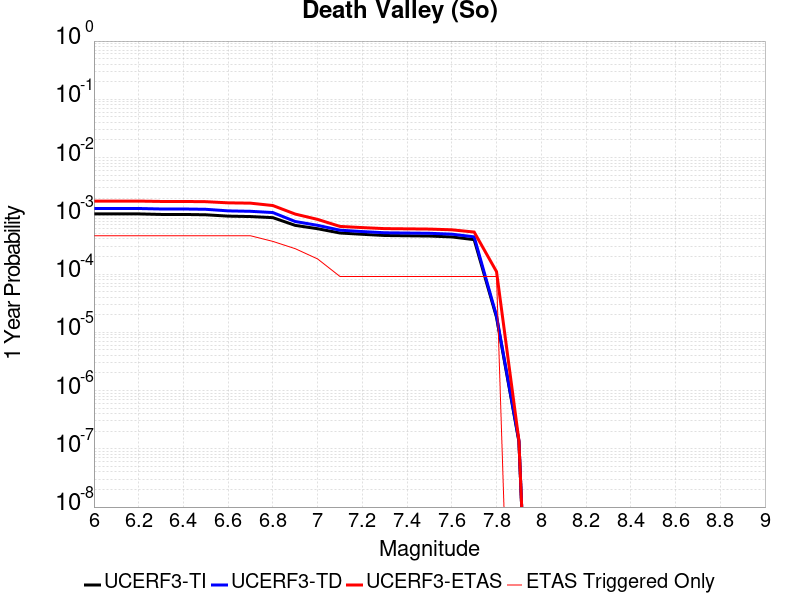 Death Valley (So)
10^0
10^-1
10^-2
10^-3
10^-4
10^-5
10^-6
10^-7
10^-8
1 Year Probability
6 6.2 6.4 6.6 6.8 7 7.2 7.4 7.6 7.8 8 8.2 8.4 8.6 8.8 9
Magnitude
UCERF3-TI UCERF3-TD UCERF3-ETAS ETAS Triggered Only